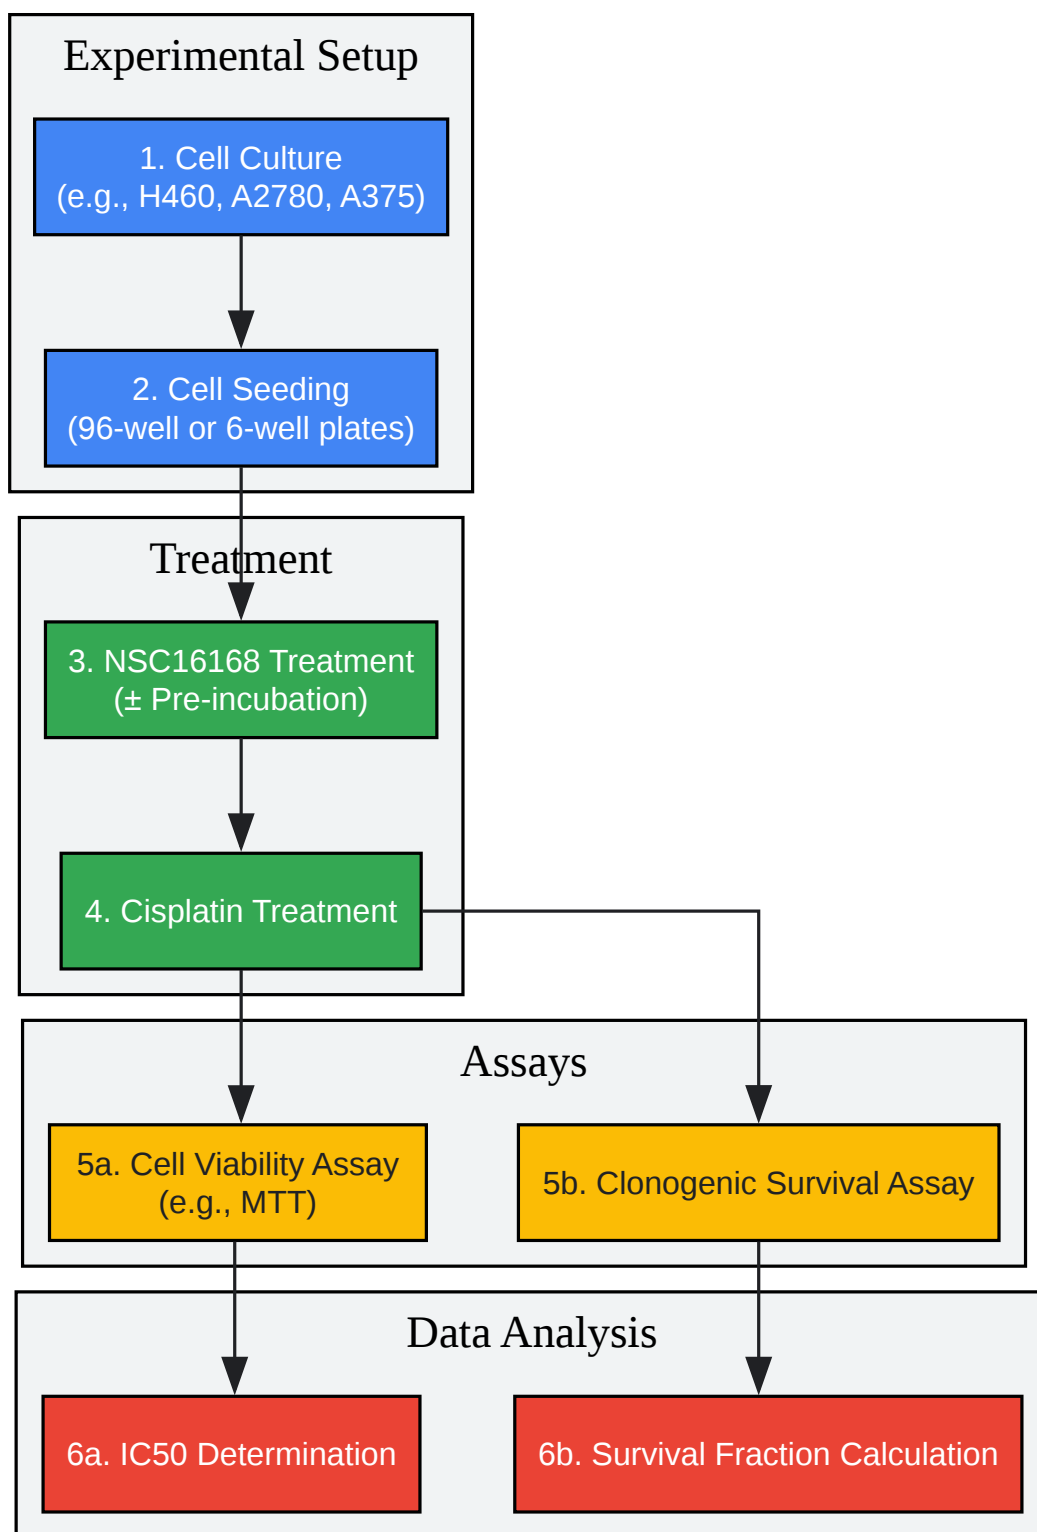 Experimental Setup
1. Cell Culture
(e.g., H460, A2780, A375)
2. Cell Seeding
(96-well or 6-well plates)
Treatment
3. NSC16168 Treatment
(± Pre-incubation)
4. Cisplatin Treatment
Assays
5a. Cell Viability Assay
(e.g., MTT)
5b. Clonogenic Survival Assay
Data Analysis
6a. IC50 Determination
6b. Survival Fraction Calculation